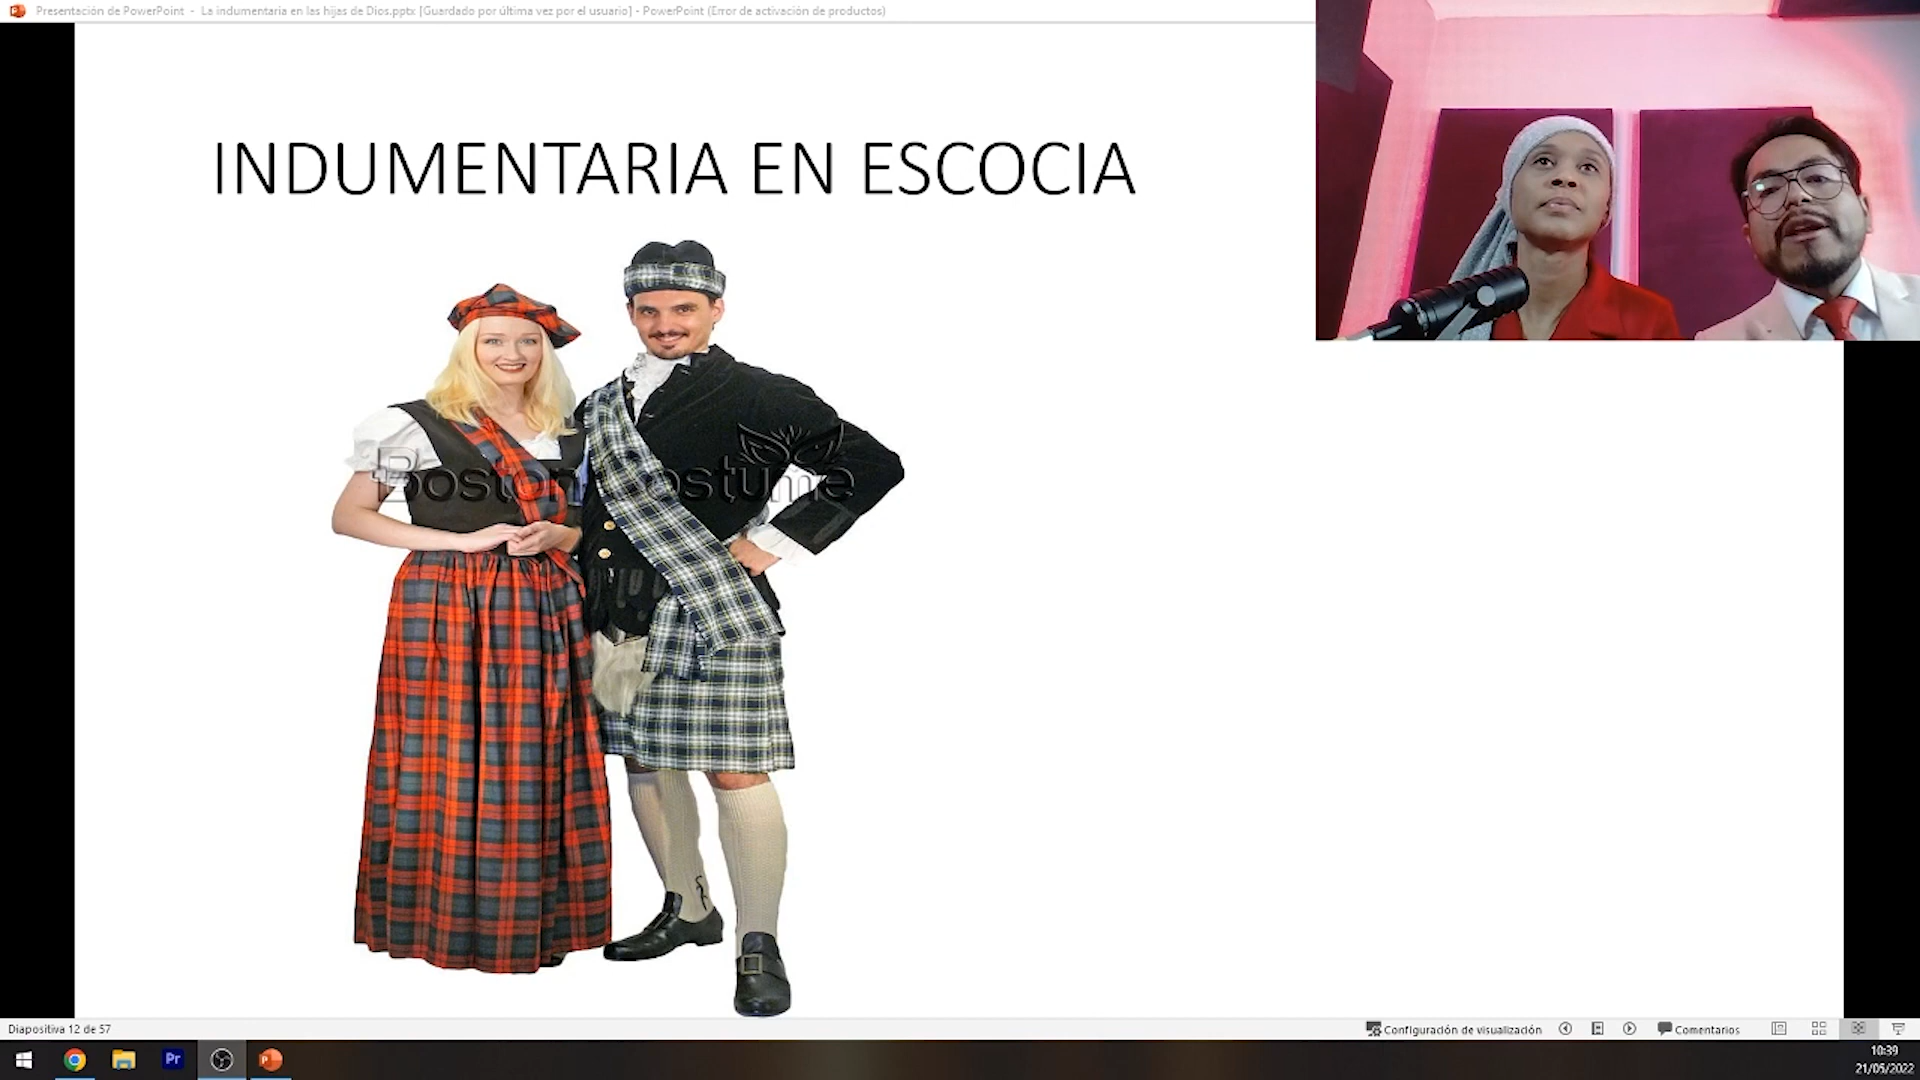 Presentación de PowerPoint - La indumentaria en las hijas de Dios.pptx [Guardado por última vez por el usuario] - PowerPoint (Error de activación de productos)
INDUMENTARIA EN ESCOCIA
Boston Costume
Diapositiva 12 de 57
Configuración de visualización
Comentarios
Pr
P
10:39
21/05/2022